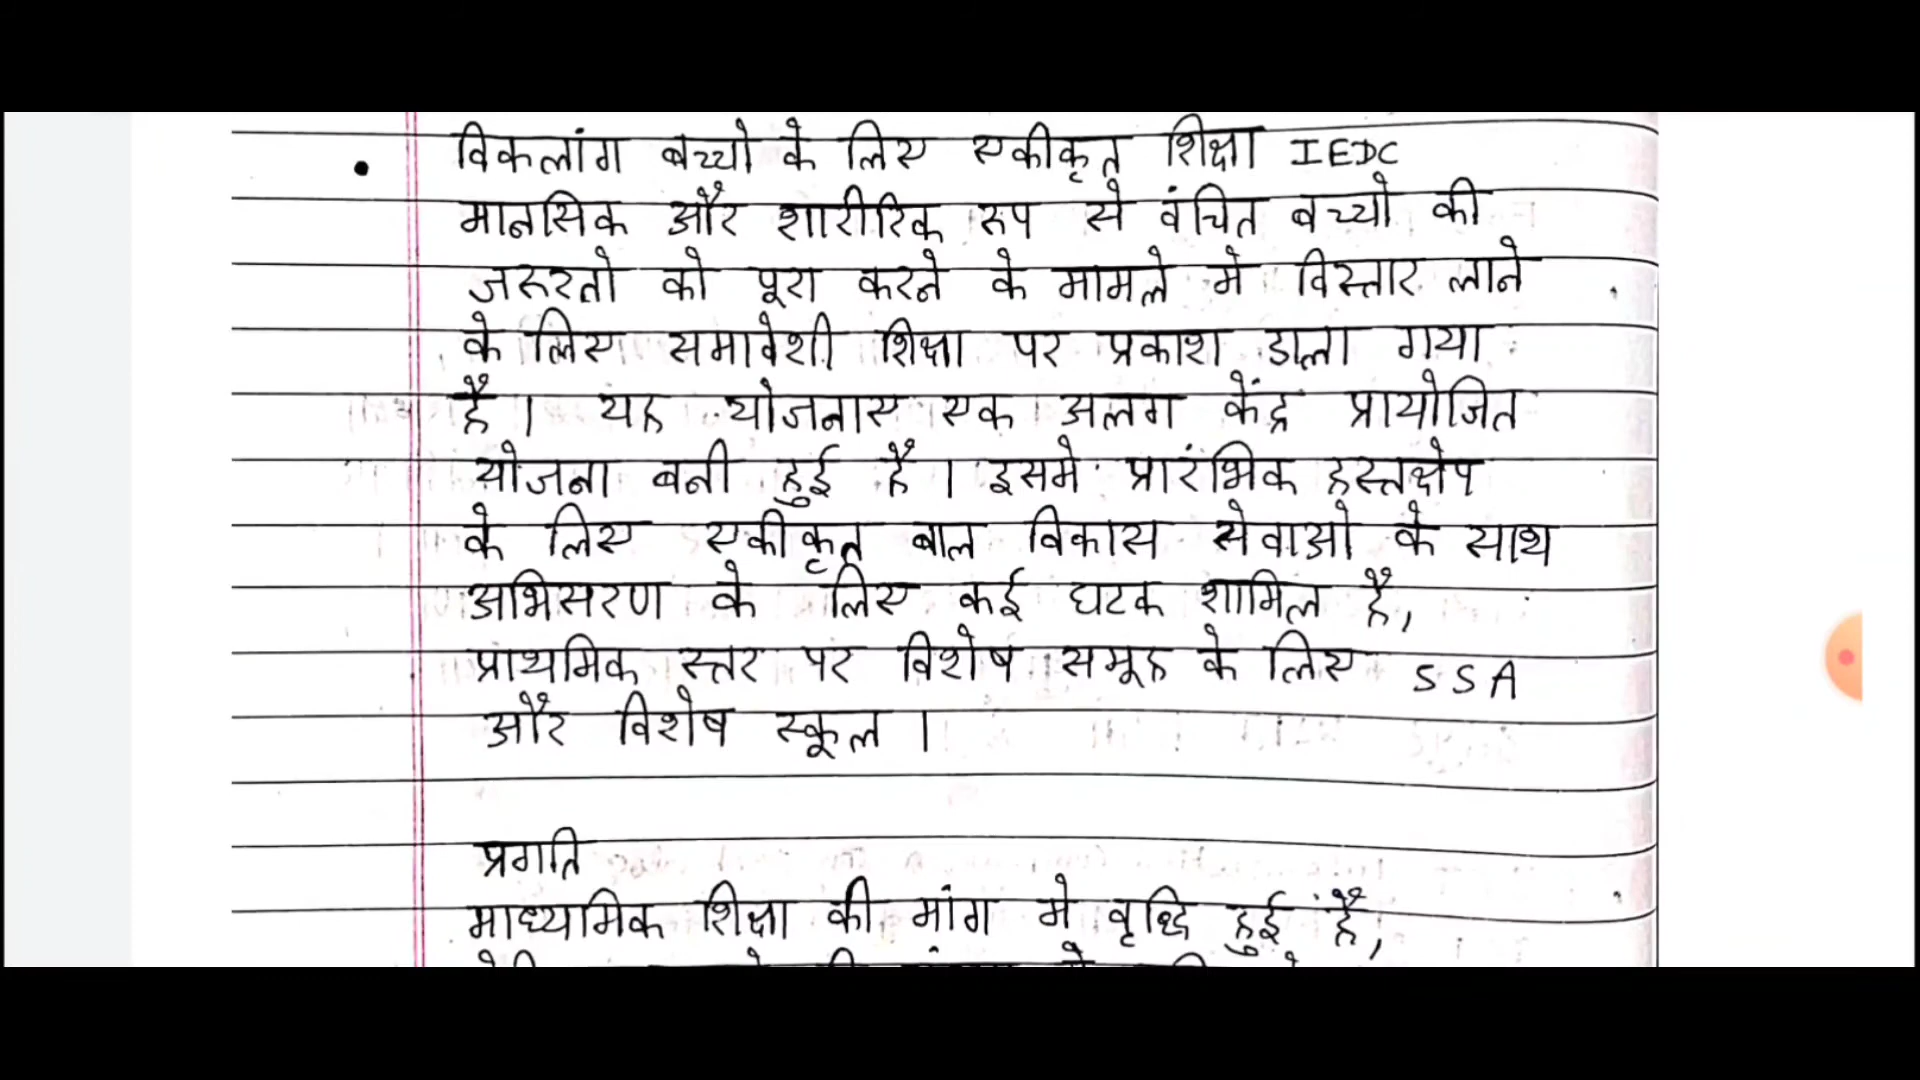 • विकलांग बच्चो के लिए एकीकृत शिक्षा IEDC
मानसिक और शारीरिक रुप से वंचित बच्चो की
जरुरतो को पूरा करने के मामले मे विस्तार लाने
के लिए समावेशी शिक्षा पर प्रकाश डाला गया
है। यह योजनाए एक अलग केंद्र प्रायोजित
योजना बनी हुई है। इसमे प्रारंभिक हस्तक्षेप
के लिए एकीकृत बाल विकास सेवाओ के साथ
अभिसरण के लिए कई घटक शामिल है,
प्राथमिक स्तर पर विशेष समूह के लिए SSA
और विशेष स्कूल।
प्रगति
माध्यमिक शिक्षा की मांग मे वृद्धि हुई है,